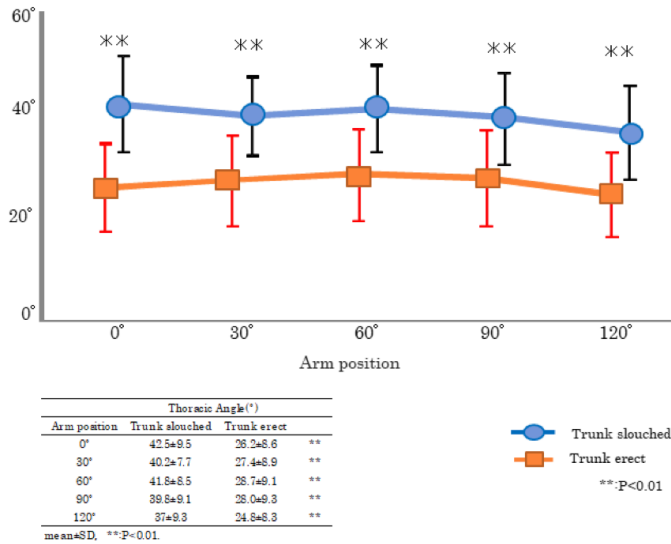 60°
** ** ** ** **
40°
20°
0°
0° 30° 60° 90° 120°
Arm position
Thoracic Angle(°)
Arm position Trunk slouched Trunk erect
0° 42.5±9.5 26.2±8.6 **
30° 40.2±7.7 27.4±8.9 **
60° 41.8±8.5 28.7±9.1 **
90° 39.8±9.1 28.0±9.3 **
120° 37±9.3 24.8±8.3 **
mean±SD, **:P<0.01.
Trunk slouched
Trunk erect
**:P<0.01